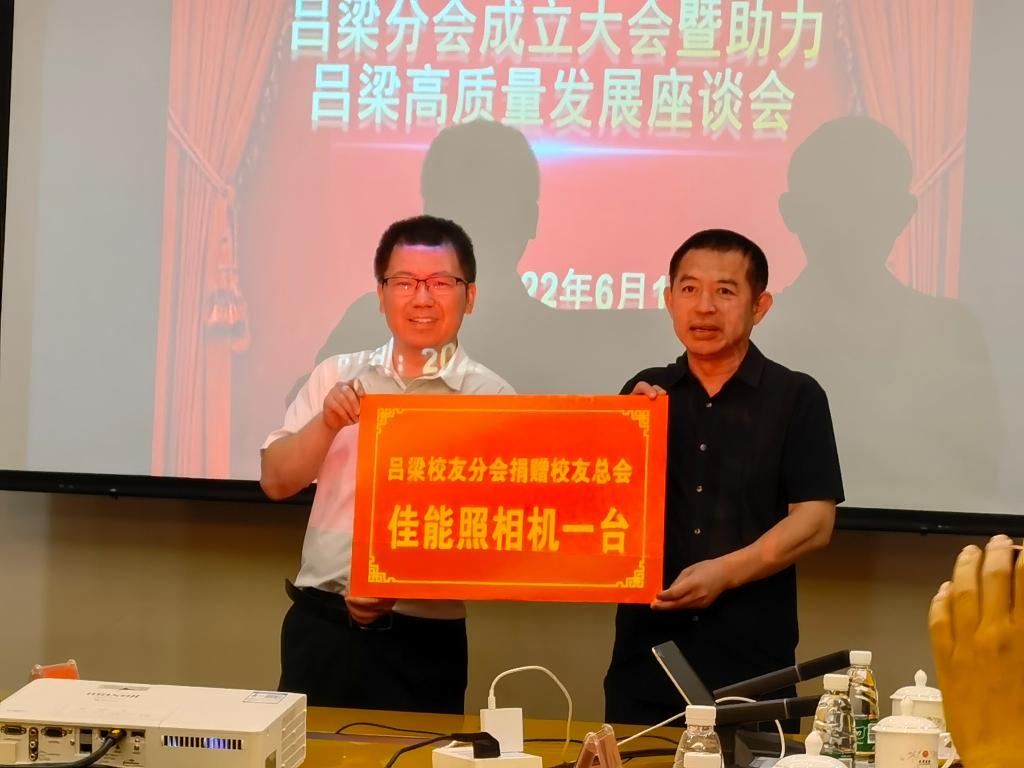 吕梁分会成立大会暨助力
吕梁高质量发展座谈会
22年6月1
: 20
吕梁校友分会捐赠校友总会
佳能照相机一台
maxell